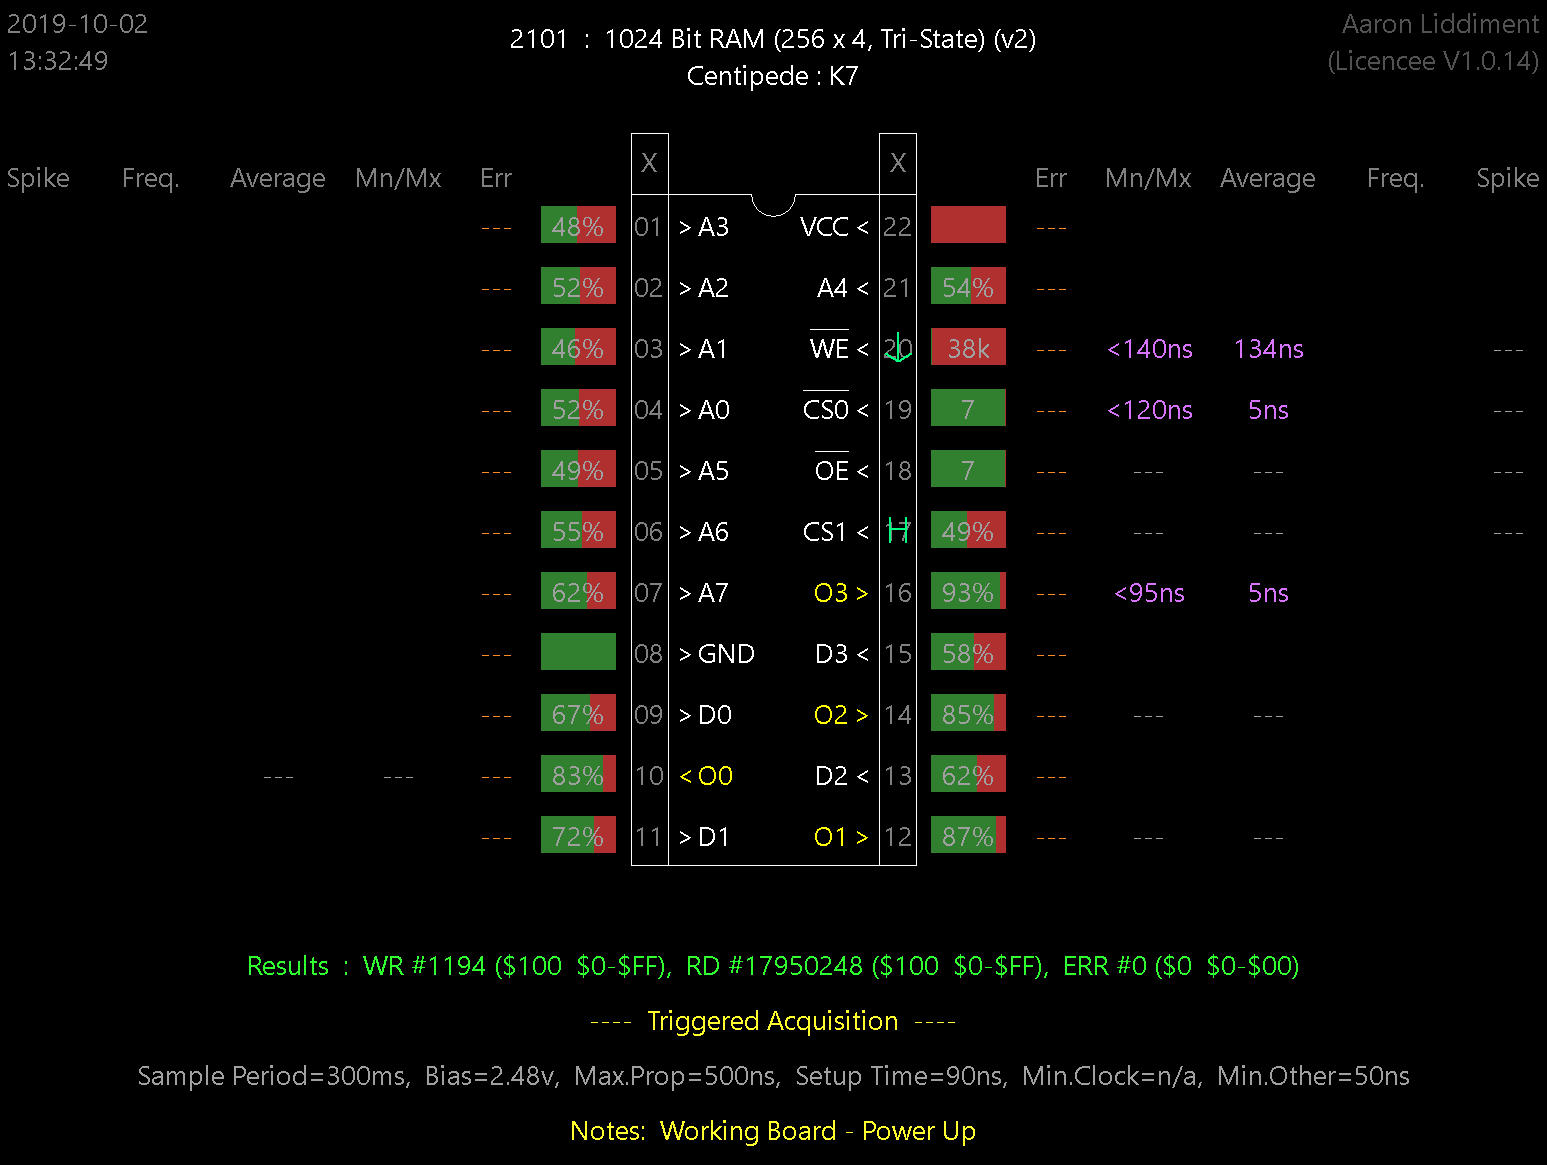 2019-10-02
13:32:49
2101 : 1024 Bit RAM (256 x 4, Tri-State) (v2)
Centipede : K7
Aaron Liddiment
(Licencee V1.0.14)
X X
Spike Freq. Average Mn/Mx Err Err Mn/Mx Average Freq. Spike
--- 48% 01 > A3 VCC < 22 ---
--- 52% 02 > A2 A4 < 21 54% ---
--- 46% 03 > A1 WE < 20 38k --- <140ns 134ns ---
--- 52% 04 > A0 CS0 < 19 7 --- <120ns 5ns ---
--- 49% 05 > A5 OE < 18 7 --- --- --- ---
--- 55% 06 > A6 CS1 < 17 49% --- --- --- ---
--- 62% 07 > A7 O3 > 16 93% --- <95ns 5ns
--- 08 > GND D3 < 15 58% ---
--- 67% 09 > D0 O2 > 14 85% --- --- ---
--- --- --- 83% 10 < O0 D2 < 13 62% ---
--- 72% 11 > D1 O1 > 12 87% --- --- ---
Results : WR #1194 ($100 $0-$FF), RD #17950248 ($100 $0-$FF), ERR #0 ($0 $0-$00)
---- Triggered Acquisition ----
Sample Period=300ms, Bias=2.48v, Max.Prop=500ns, Setup Time=90ns, Min.Clock=n/a, Min.Other=50ns
Notes: Working Board - Power Up